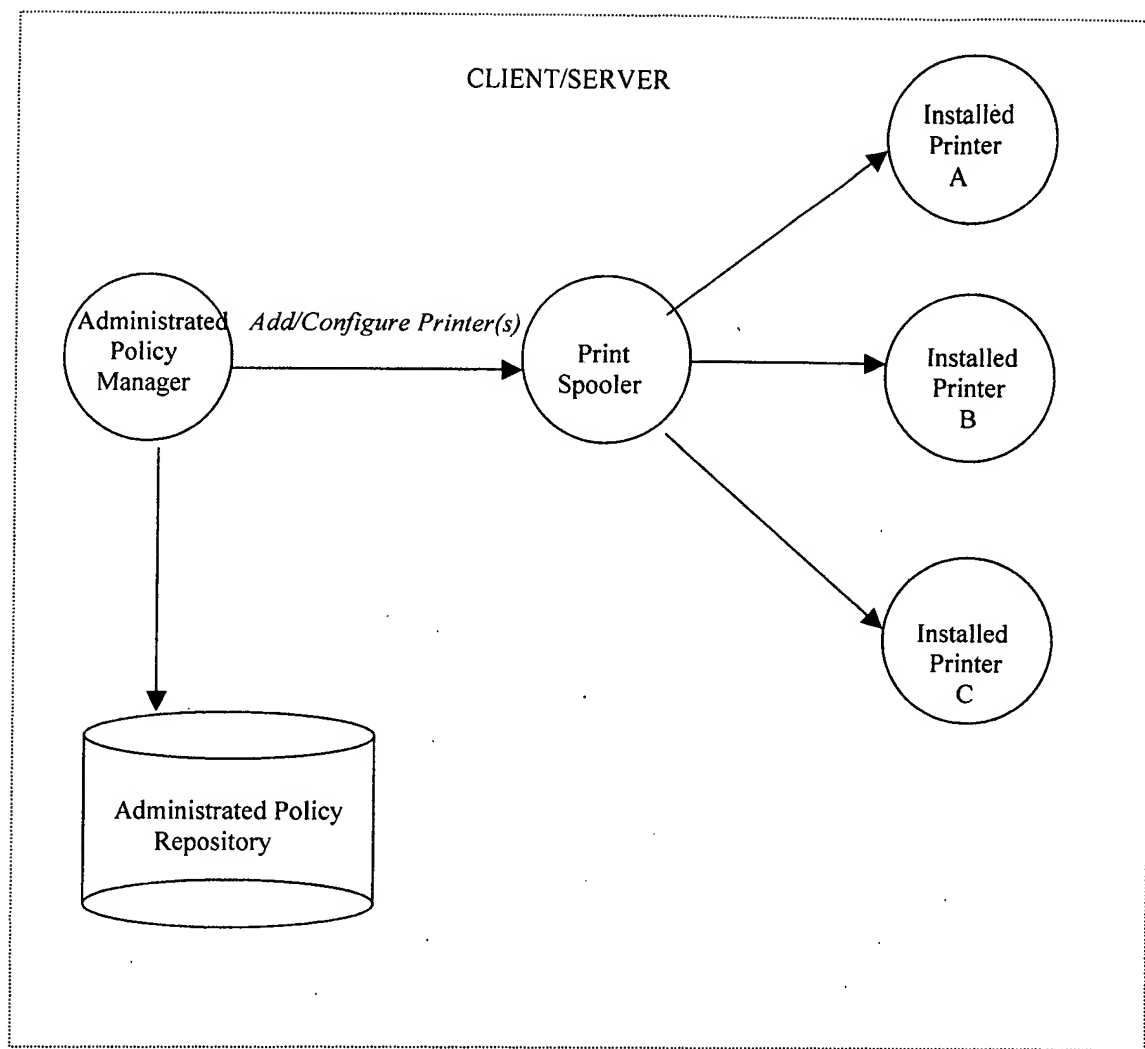 CLIENT/SERVER
Installed
Printer
A
Administrated
Policy
Manager
Add/Configure Printer(s)
Print
Spooler
Installed
Printer
B
Installed
Printer
C
Administrated Policy
Repository